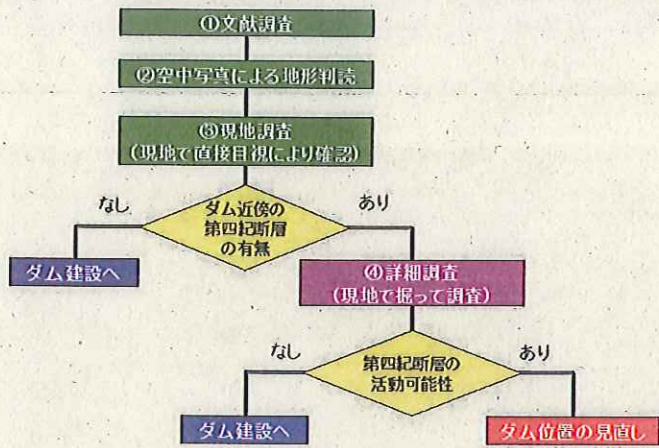 ①文献調査
②空中写真による地形判読
③現地調査
(現地で直接目視により確認)
なし
ダム近傍の
第四紀断層
の有無
あり
ダム建設へ
④詳細調査
(現地で掘って調査)
なし
第四紀断層の
活動可能性
あり
ダム建設へ
ダム位置の見直し